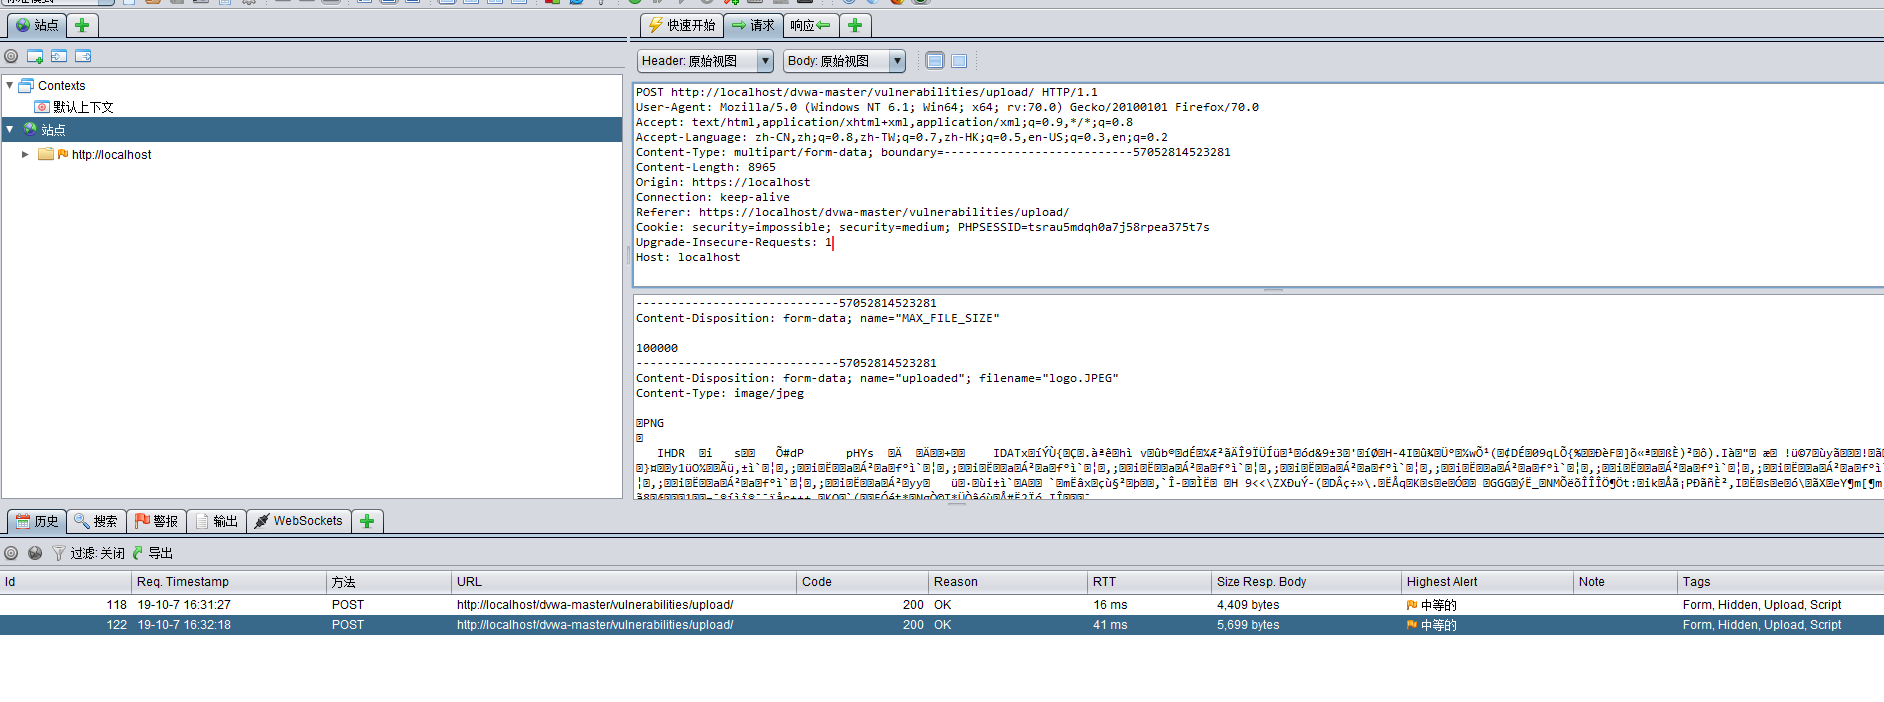 站点
快速开始 请求 响应
Header: 原始视图 Body: 原始视图
Contexts
默认上下文
站点
http://localhost
POST http://localhost/dvwa-master/vulnerabilities/upload/ HTTP/1.1
User-Agent: Mozilla/5.0 (Windows NT 6.1; Win64; x64; rv:70.0) Gecko/20100101 Firefox/70.0
Accept: text/html,application/xhtml+xml,application/xml;q=0.9,*/*;q=0.8
Accept-Language: zh-CN,zh;q=0.8,zh-TW;q=0.7,zh-HK;q=0.5,en-US;q=0.3,en;q=0.2
Content-Type: multipart/form-data; boundary=---------------------------57052814523281
Content-Length: 8965
Origin: https://localhost
Connection: keep-alive
Referer: https://localhost/dvwa-master/vulnerabilities/upload/
Cookie: security=impossible; security=medium; PHPSESSID=tsrau5mdqh0a7j58rpea375t7s
Upgrade-Insecure-Requests: 1
Host: localhost
-----------------------------57052814523281
Content-Disposition: form-data; name="MAX_FILE_SIZE"
100000
-----------------------------57052814523281
Content-Disposition: form-data; name="uploaded"; filename="logo.JPEG"
Content-Type: image/jpeg
PNG
IHDR
历史 搜索 警报 输出 WebSockets
过滤: 关闭 导出
Id Req. Timestamp 方法 URL Code Reason RTT Size Resp. Body Highest Alert Note Tags
118 19-10-7 16:31:27 POST http://localhost/dvwa-master/vulnerabilities/upload/ 200 OK 16 ms 4,409 bytes 中等的 Form, Hidden, Upload, Script
122 19-10-7 16:32:18 POST http://localhost/dvwa-master/vulnerabilities/upload/ 200 OK 41 ms 5,699 bytes 中等的 Form, Hidden, Upload, Script